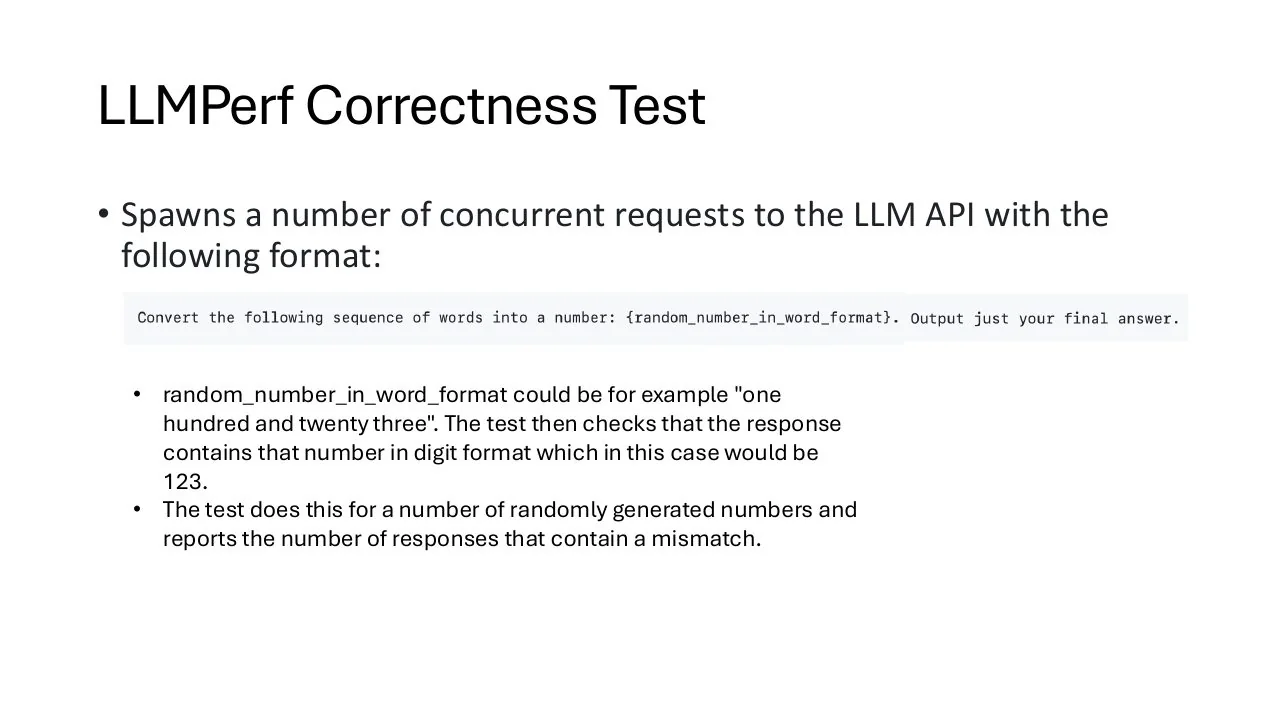 LLMPerf Correctness Test
• Spawns a number of concurrent requests to the LLM API with the
following format:
Convert the following sequence of words into a number: {random_number_in_word_format}. Output just your final answer.
• random_number_in_word_format could be for example "one
hundred and twenty three". The test then checks that the response
contains that number in digit format which in this case would be
123.
• The test does this for a number of randomly generated numbers and
reports the number of responses that contain a mismatch.